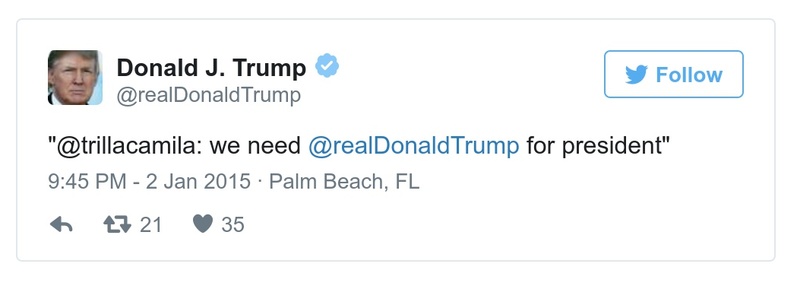 Donald J. Trump
@realDonaldTrump
Follow
"@trillacamila: we need @realDonaldTrump for president"
9:45 PM - 2 Jan 2015 · Palm Beach, FL
21 35